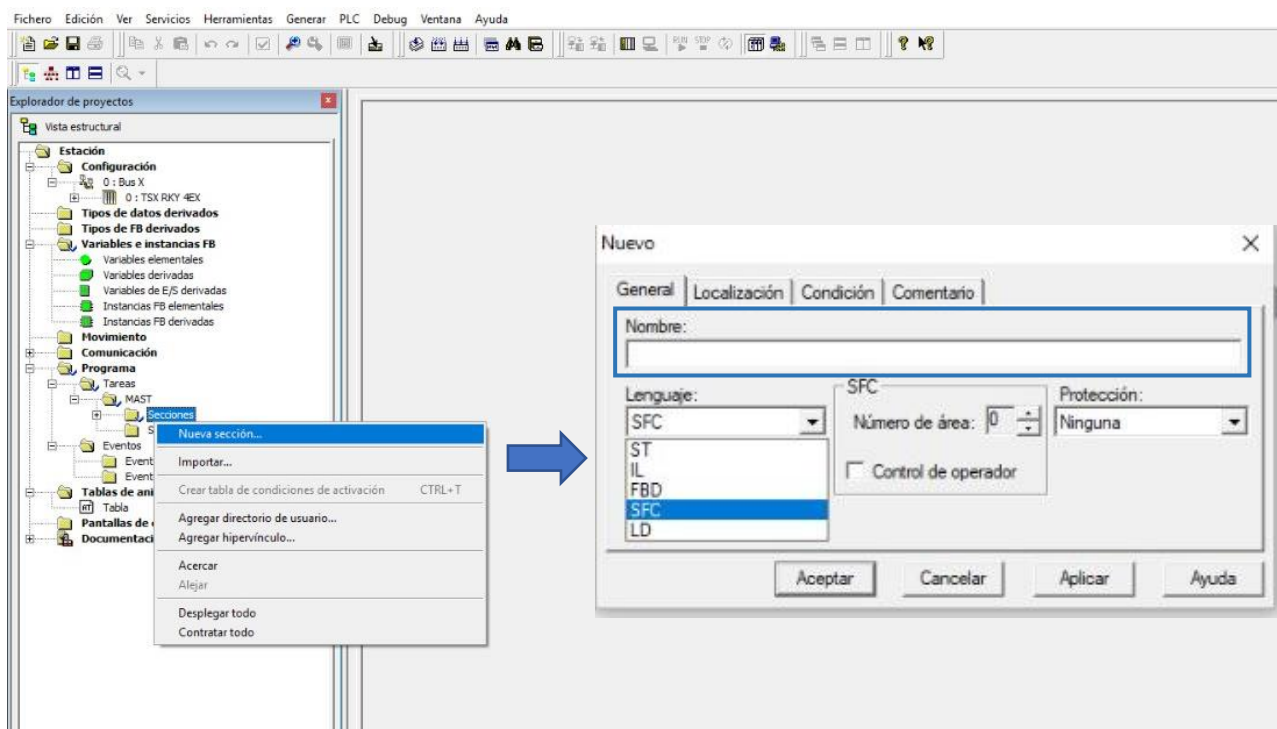 Fichero Edición Ver Servicios Herramientas Generar PLC Debug Ventana Ayuda
RUN STOP
Explorador de proyectos
Vista estructural
Estación
Configuración
0 : Bus X
0 : TSX RKY 4EX
Tipos de datos derivados
Tipos de FB derivados
Variables e instancias FB
Variables elementales
Variables derivadas
Variables de E/S derivadas
Instancias FB elementales
Instancias FB derivadas
Movimiento
Comunicación
Programa
Tareas
MAST
Secciones
S
Eventos
Event
Event
Tablas de ani
Tabla
Pantallas de
Documentaci
Nueva sección...
Importar...
Crear tabla de condiciones de activación CTRL+T
Agregar directorio de usuario...
Agregar hipervínculo...
Acercar
Alejar
Desplegar todo
Contratar todo
Nuevo
General Localización Condición Comentario
Nombre:
Lenguaje:
SFC
ST
IL
FBD
SFC
LD
SFC
Número de área: 0
Control de operador
Protección:
Ninguna
Aceptar Cancelar Aplicar Ayuda